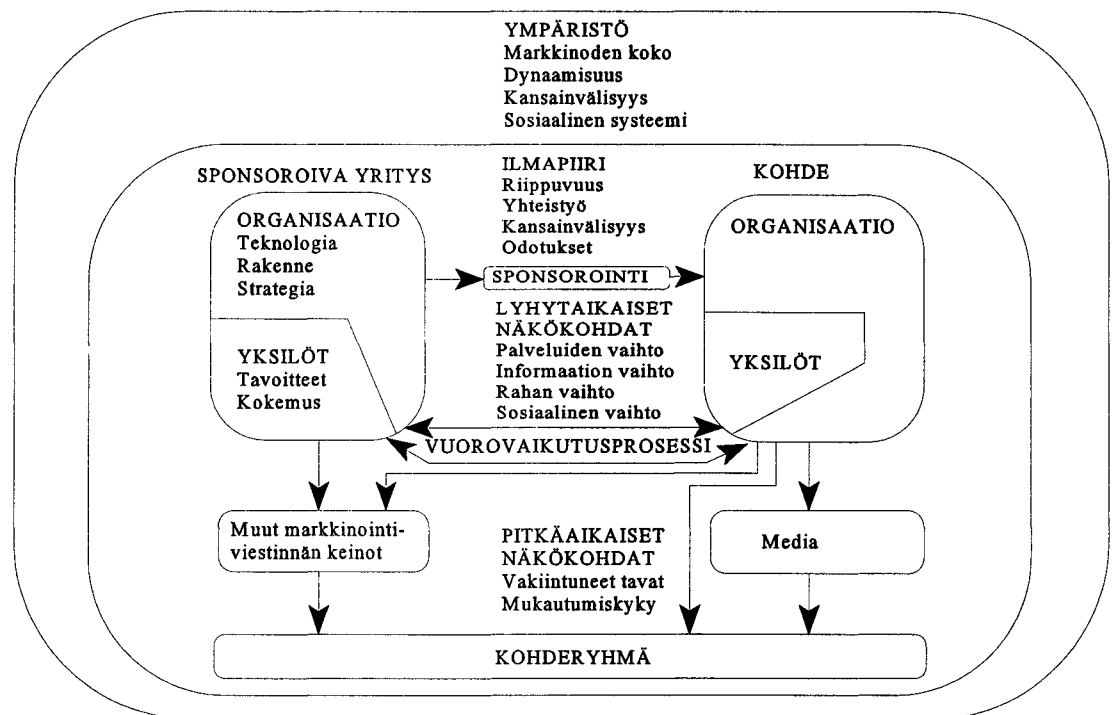 YMPÄRISTÖ
Markkinoden koko
Dynaamisuus
Kansainvälisyys
Sosiaalinen systeemi
SPONSOROIVA YRITYS
ORGANISAATIO
Teknologia
Rakenne
Strategia
YKSILÖT
Tavoitteet
Kokemus
ILMAPIIRI
Riippuvuus
Yhteistyö
Kansainvälisyys
Odotukset
SPONSOROINTI
LYHYTAIKAISET
NÄKÖKOHDAT
Palveluiden vaihto
Informaation vaihto
Rahan vaihto
Sosiaalinen vaihto
VUOROVAIKUTUSPROSESSI
KOHDE
ORGANISAATIO
YKSILÖT
Muut markkinointi-
viestinnän keinot
PITKÄAIKAISET
NÄKÖKOHDAT
Vakiintuneet tavat
Mukautumiskyky
Media
KOHDERYHMÄ